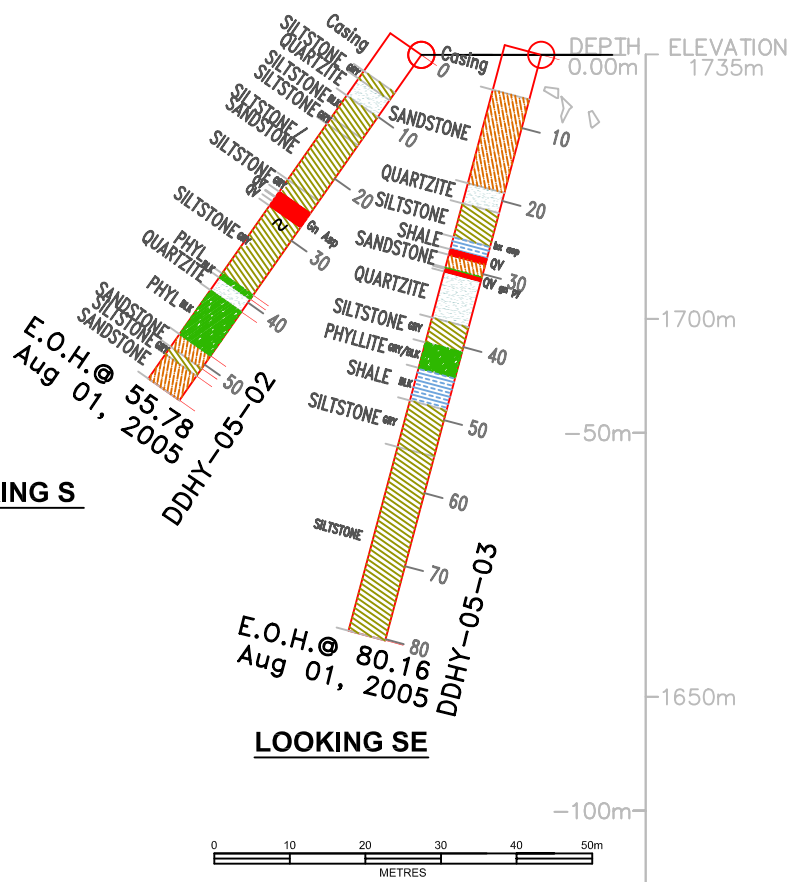 DEPTH ELEVATION
0.00m 1735m
Casing
0
SILTSTONE GRY
QUARTZITE
SILTSTONE BLK
SILTSTONE GRY
10
SILTSTONE/
SANDSTONE
SILTSTONE GRY
20
QV
QV
Gn Asp
SILTSTONE GRY
30
PHYL BLK
QUARTZITE
40
PHYL BLK
SANDSTONE
SILTSTONE GRY
SANDSTONE
50
E.O.H.@ 55.78
Aug 01, 2005
DDHY-05-02
ING S
Casing
SANDSTONE
10
QUARTZITE
20
SILTSTONE
SHALE
SANDSTONE
QV
30
QV gn py
QUARTZITE
SILTSTONE GRY
40
PHYLLITE GRY/BLK
SHALE BLK
SILTSTONE GRY
50
60
SILTSTONE
70
80
E.O.H.@ 80.16
Aug 01, 2005
DDHY-05-03
LOOKING SE
1700m
-50m
1650m
-100m
0 10 20 30 40 50m
METRES